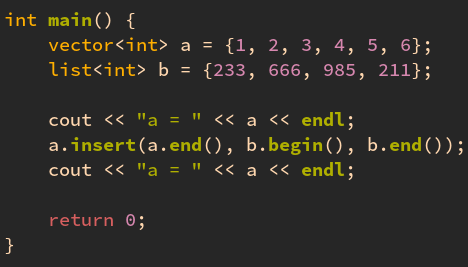 int main() {
    vector<int> a = {1, 2, 3, 4, 5, 6};
    list<int> b = {233, 666, 985, 211};

    cout << "a = " << a << endl;
    a.insert(a.end(), b.begin(), b.end());
    cout << "a = " << a << endl;

    return 0;
}